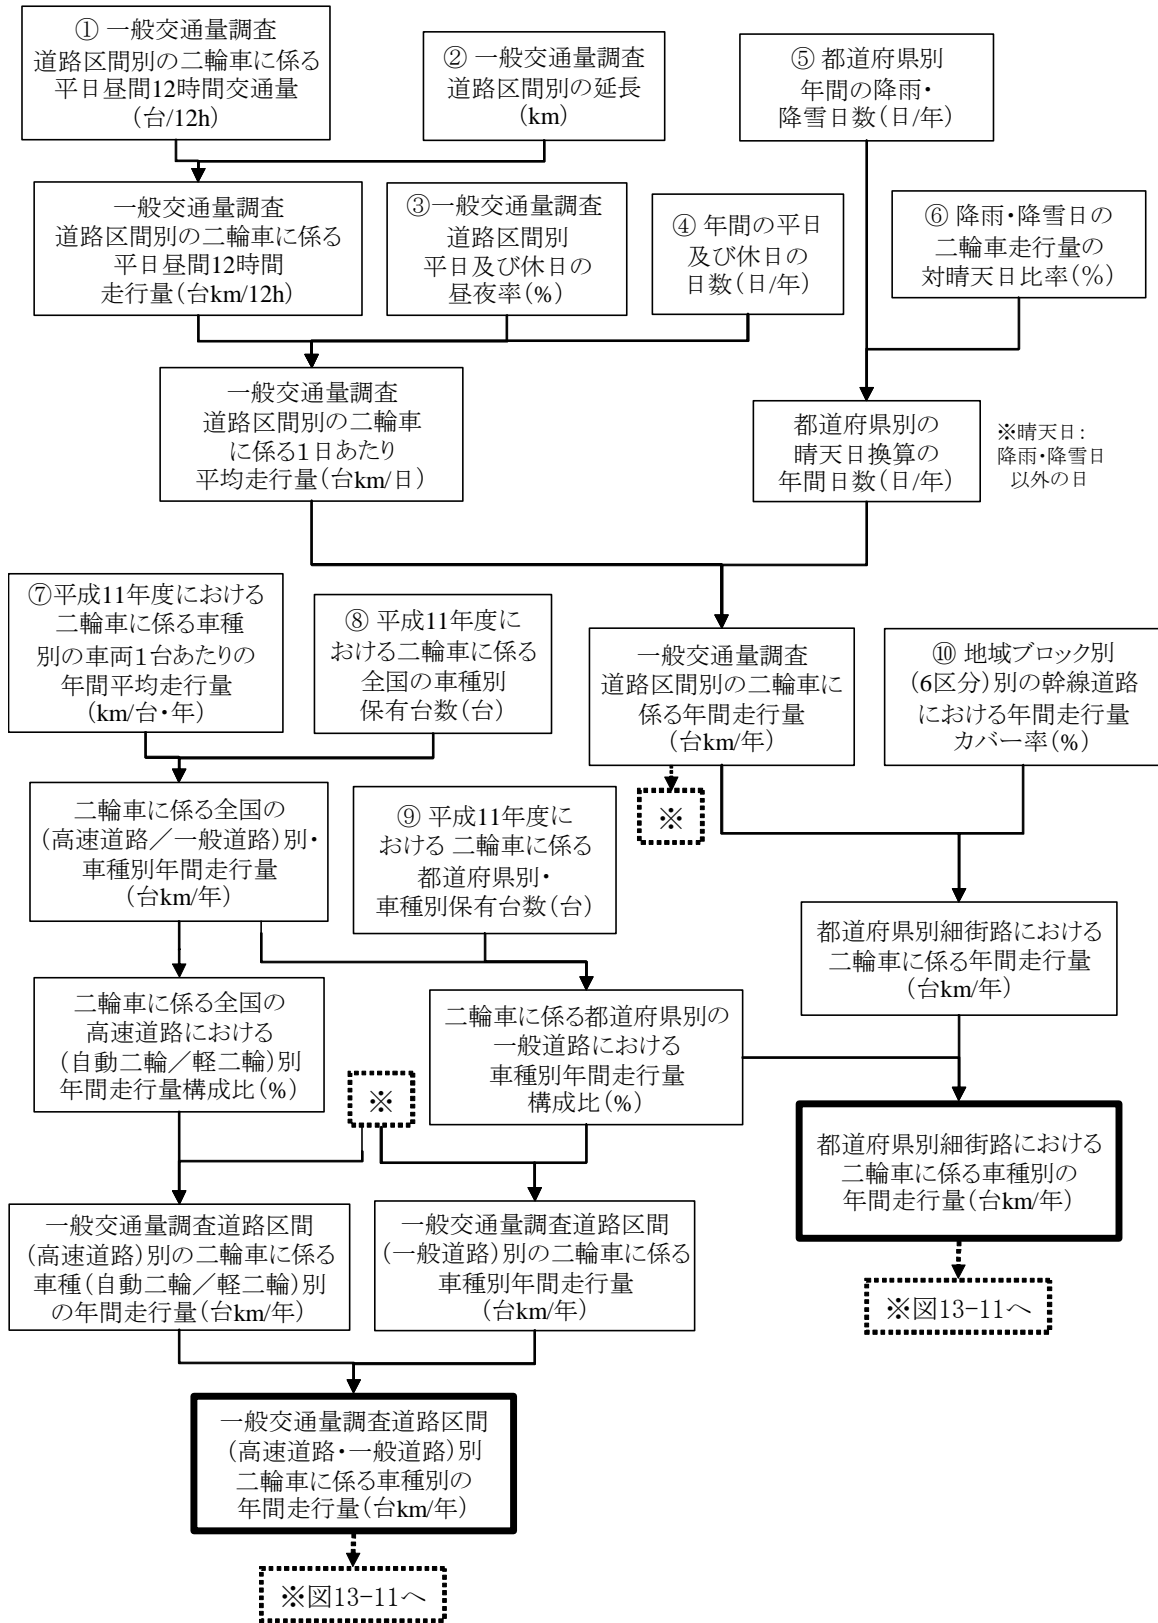 ① 一般交通量調査
道路区間別の二輪車に係る
平日昼間12時間交通量
(台/12h)
② 一般交通量調査
道路区間別の延長
(km)
⑤ 都道府県別
年間の降雨・
降雪日数(日/年)
一般交通量調査
道路区間別の二輪車に係る
平日昼間12時間
走行量(台km/12h)
③一般交通量調査
道路区間別
平日及び休日の
昼夜率(%)
④ 年間の平日
及び休日の
日数(日/年)
⑥ 降雨・降雪日の
二輪車走行量の
対晴天日比率(%)
一般交通量調査
道路区間別の二輪車
に係る1日あたり
平均走行量(台km/日)
都道府県別の
晴天日換算の
年間日数(日/年)
※晴天日:
降雨・降雪日
以外の日
⑦平成11年度における
二輪車に係る車種
別の車両1台あたりの
年間平均走行量
(km/台・年)
⑧ 平成11年度に
おける二輪車に係る
全国の車種別
保有台数(台)
一般交通量調査
道路区間別の二輪車に
係る年間走行量
(台km/年)
⑩ 地域ブロック別
(6区分)別の幹線道路
における年間走行量
カバー率(%)
※
二輪車に係る全国の
(高速道路/一般道路)別・
車種別年間走行量
(台km/年)
⑨ 平成11年度に
おける 二輪車に係る
都道府県別・
車種別保有台数(台)
都道府県別細街路における
二輪車に係る年間走行量
(台km/年)
二輪車に係る全国の
高速道路における
(自動二輪/軽二輪)別
年間走行量構成比(%)
※
二輪車に係る都道府県別の
一般道路における
車種別年間走行量
構成比(%)
都道府県別細街路における
二輪車に係る車種別の
年間走行量(台km/年)
一般交通量調査道路区間
(高速道路)別の二輪車に係る
車種(自動二輪/軽二輪)別
の年間走行量(台km/年)
一般交通量調査道路区間
(一般道路)別の二輪車に係る
車種別年間走行量
(台km/年)
※図13-11へ
一般交通量調査道路区間
(高速道路・一般道路)別
二輪車に係る車種別の
年間走行量(台km/年)
※図13-11へ